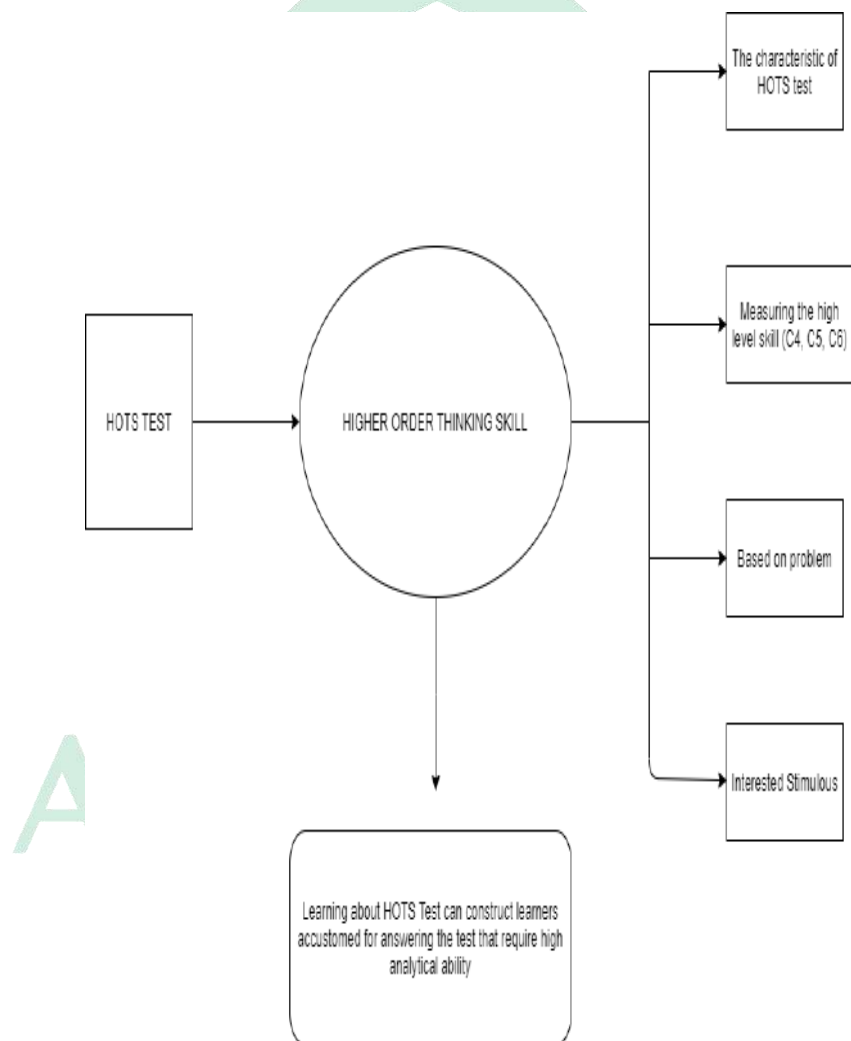 The characteristic of
HOTS test
Measuring the high
level skill (C4, C5, C6)
HOTS TEST
HIGHER ORDER THINKING SKILL
Based on problem
Interested Stimulous
Learning about HOTS Test can construct learners
accustomed for answering the test that require high
analytical ability